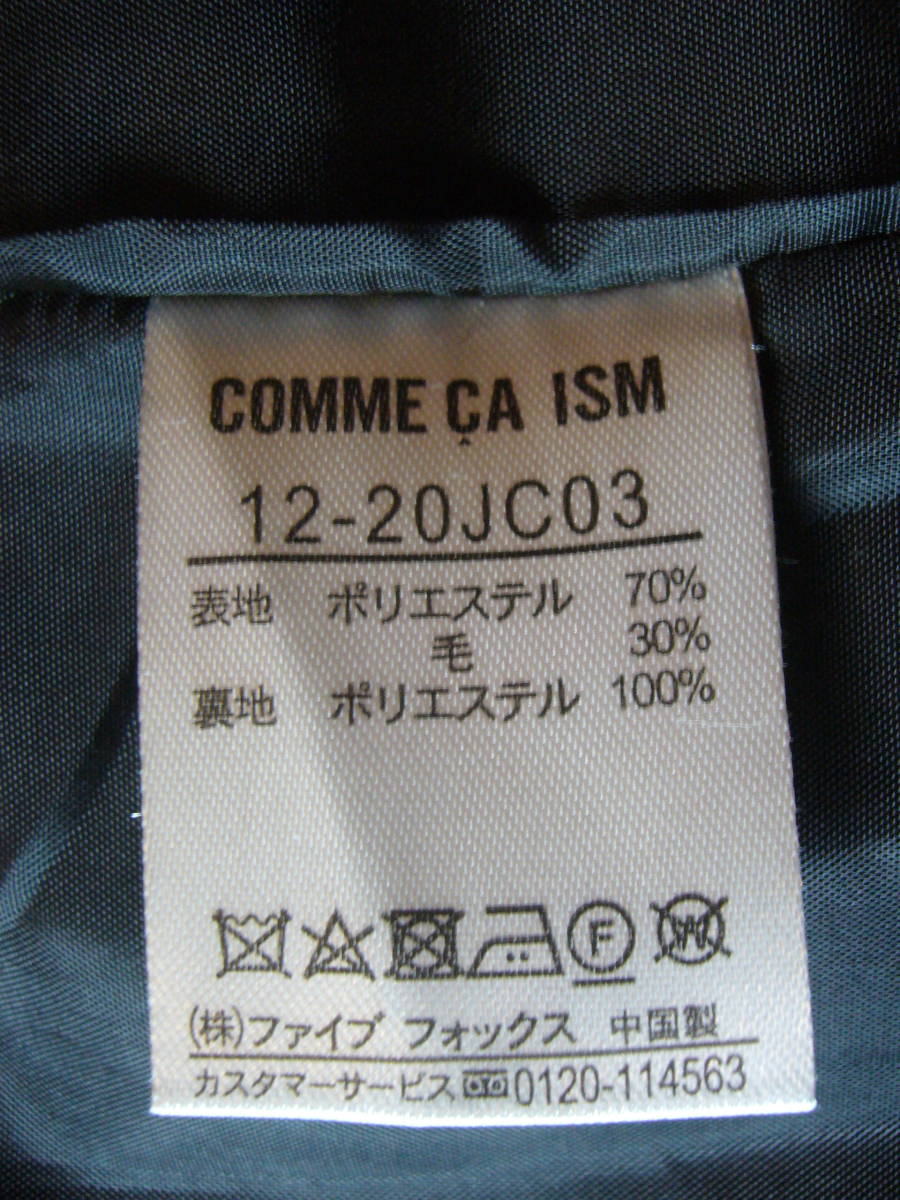 COMME ÇA ISM
12-20JC03
表地 ポリエステル 70%
毛 30%
裏地 ポリエステル 100%
F W
(株)ファイブ フォックス 中国製
カスタマーサービス 0120-114563